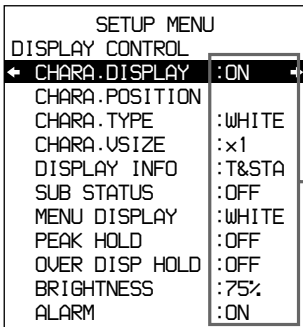 SETUP MENU
DISPLAY CONTROL
CHARA.DISPLAY :ON
CHARA.POSITION
CHARA.TYPE :WHITE
CHARA.VSIZE :×1
DISPLAY INFO :T&STA
SUB STATUS :OFF
MENU DISPLAY :WHITE
PEAK HOLD :OFF
OVER DISP HOLD :OFF
BRIGHTNESS :75%
ALARM :ON